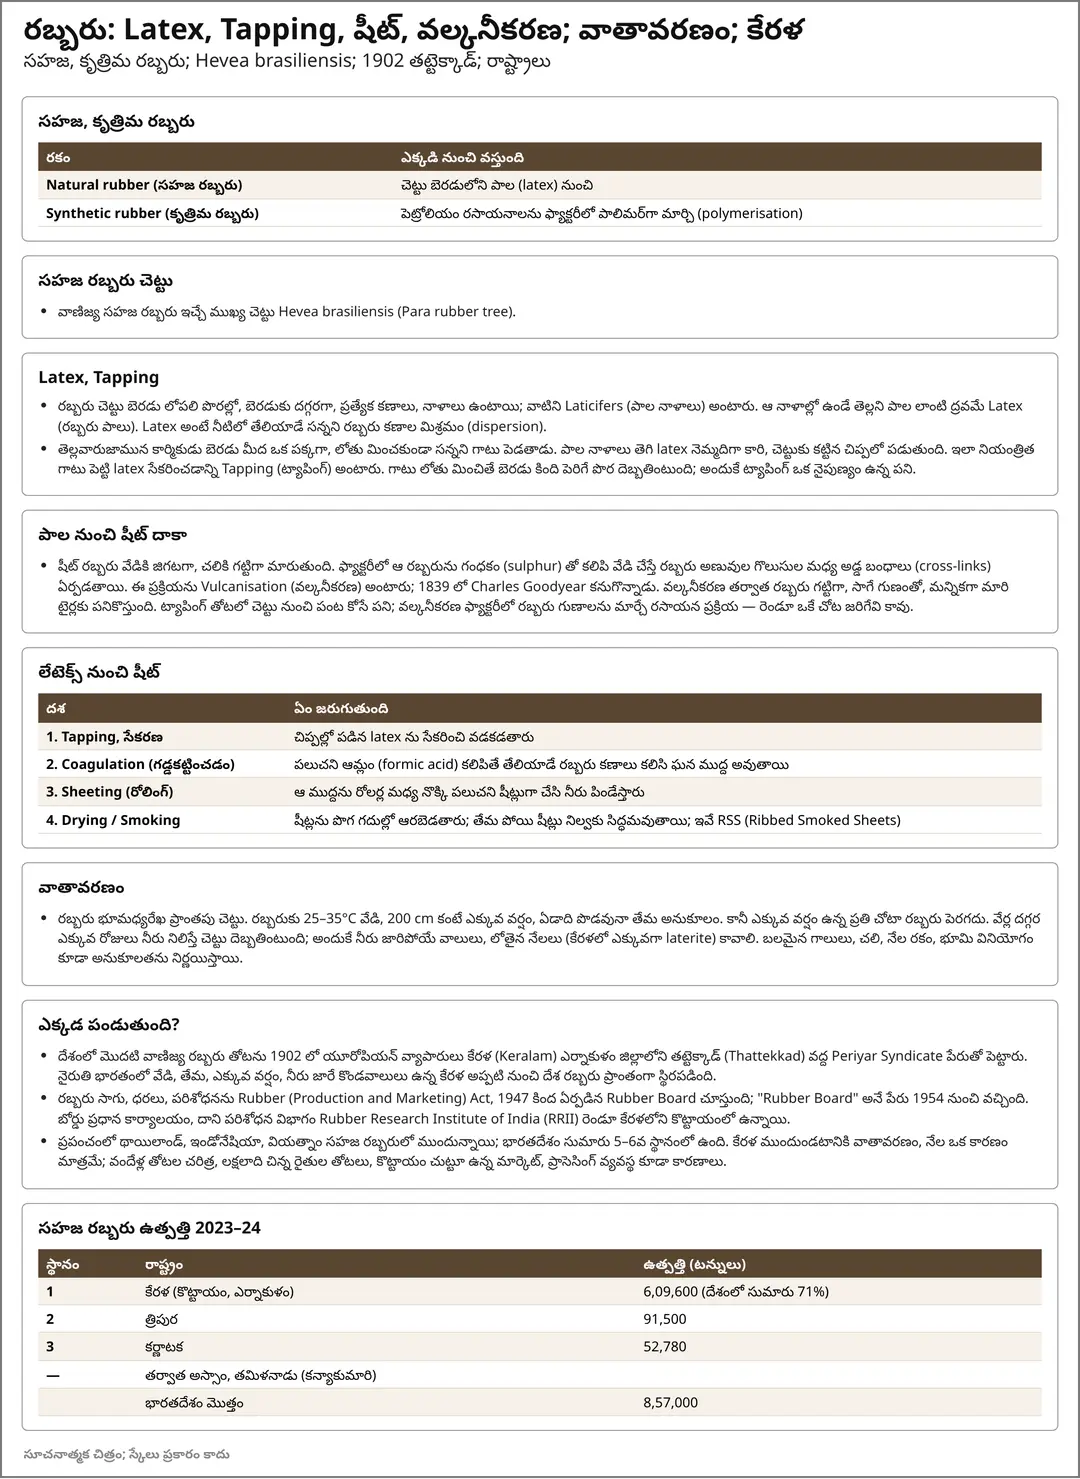 రబ్బరు: Latex, Tapping, షీట్, వల్కనీకరణ; వాతావరణం; కేరళ
సహజ, కృత్రిమ రబ్బరు; Hevea brasiliensis; 1902 తట్టెక్కాడ్; రాష్ట్రాలు
సహజ, కృత్రిమ రబ్బరు
రకం ఎక్కడి నుంచి వస్తుంది
Natural rubber (సహజ రబ్బరు) చెట్టు బెరడులోని పాల (latex) నుంచి
Synthetic rubber (కృత్రిమ రబ్బరు) పెట్రోలియం రసాయనాలను ఫ్యాక్టరీలో పాలిమర్‌గా మార్చి (polymerisation)
సహజ రబ్బరు చెట్టు
• వాణిజ్య సహజ రబ్బరు ఇచ్చే ముఖ్య చెట్టు Hevea brasiliensis (Para rubber tree).
Latex, Tapping
• రబ్బరు చెట్టు బెరడు లోపలి పొరల్లో, బెరడుకు దగ్గరగా, ప్రత్యేక కణాలు, నాళాలు ఉంటాయి; వాటిని Laticifers (పాల నాళాలు) అంటారు. ఆ నాళాల్లో ఉండే తెల్లని పాల లాంటి ద్రవమే Latex
(రబ్బరు పాలు). Latex అంటే నీటిలో తేలియాడే సన్నని రబ్బరు కణాల మిశ్రమం (dispersion).
• తెల్లవారుజామున కార్మికుడు బెరడు మీద ఒక పక్కగా, లోతు మించకుండా సన్నని గాటు పెడతాడు. పాల నాళాలు తెగి latex నెమ్మదిగా కారి, చెట్టుకు కట్టిన చిప్పలో పడుతుంది. ఇలా నియంత్రిత
గాటు పెట్టి latex సేకరించడాన్ని Tapping (ట్యాపింగ్) అంటారు. గాటు లోతు మించితే బెరడు కింది పెరిగే పొర దెబ్బతింటుంది; అందుకే ట్యాపింగ్ ఒక నైపుణ్యం ఉన్న పని.
పాల నుంచి షీట్ దాకా
• షీట్ రబ్బరు వేడికి జిగటగా, చలికి గట్టిగా మారుతుంది. ఫ్యాక్టరీలో ఆ రబ్బరును గంధకం (sulphur) తో కలిపి వేడి చేస్తే రబ్బరు అణువుల గొలుసుల మధ్య అడ్డ బంధాలు (cross-links)
ఏర్పడతాయి. ఈ ప్రక్రియను Vulcanisation (వల్కనీకరణ) అంటారు; 1839 లో Charles Goodyear కనుగొన్నాడు. వల్కనీకరణ తర్వాత రబ్బరు గట్టిగా, సాగే గుణంతో, మన్నికగా మారి
టైర్లకు పనికొస్తుంది. ట్యాపింగ్ తోటలో చెట్టు నుంచి పంట కోసే పని; వల్కనీకరణ ఫ్యాక్టరీలో రబ్బరు గుణాలను మార్చే రసాయన ప్రక్రియ — రెండూ ఒకే చోట జరిగేవి కావు.
లేటెక్స్ నుంచి షీట్
దశ ఏం జరుగుతుంది
1. Tapping, సేకరణ చిప్పల్లో పడిన latex ను సేకరించి వడకడతారు
2. Coagulation (గడ్డకట్టించడం) పలుచని ఆమ్లం (formic acid) కలిపితే తేలియాడే రబ్బరు కణాలు కలిసి ఘన ముద్ద అవుతాయి
3. Sheeting (రోలింగ్) ఆ ముద్దను రోలర్ల మధ్య నొక్కి పలుచని షీట్లుగా చేసి నీరు పిండేస్తారు
4. Drying / Smoking షీట్లను పొగ గదుల్లో ఆరబెడతారు; తేమ పోయి షీట్లు నిల్వకు సిద్ధమవుతాయి; ఇవే RSS (Ribbed Smoked Sheets)
వాతావరణం
• రబ్బరు భూమధ్యరేఖ ప్రాంతపు చెట్టు. రబ్బరుకు 25–35°C వేడి, 200 cm కంటే ఎక్కువ వర్షం, ఏడాది పొడవునా తేమ అనుకూలం. కానీ ఎక్కువ వర్షం ఉన్న ప్రతి చోటా రబ్బరు పెరగదు. వేర్ల దగ్గర
ఎక్కువ రోజులు నీరు నిలిస్తే చెట్టు దెబ్బతింటుంది; అందుకే నీరు జారిపోయే వాలులు, లోతైన నేలలు (కేరళలో ఎక్కువగా laterite) కావాలి. బలమైన గాలులు, చలి, నేల రకం, భూమి వినియోగం
కూడా అనుకూలతను నిర్ణయిస్తాయి.
ఎక్కడ పండుతుంది?
• దేశంలో మొదటి వాణిజ్య రబ్బరు తోటను 1902 లో యూరోపియన్ వ్యాపారులు కేరళ (Keralam) ఎర్నాకుళం జిల్లాలోని తట్టెక్కాడ్ (Thattekkad) వద్ద Periyar Syndicate పేరుతో పెట్టారు.
నైరుతి భారతంలో వేడి, తేమ, ఎక్కువ వర్షం, నీరు జారే కొండవాలులు ఉన్న కేరళ అప్పటి నుంచి దేశ రబ్బరు ప్రాంతంగా స్థిరపడింది.
• రబ్బరు సాగు, ధరలు, పరిశోధనను Rubber (Production and Marketing) Act, 1947 కింద ఏర్పడిన Rubber Board చూస్తుంది; "Rubber Board" అనే పేరు 1954 నుంచి వచ్చింది.
బోర్డు ప్రధాన కార్యాలయం, దాని పరిశోధన విభాగం Rubber Research Institute of India (RRII) రెండూ కేరళలోని కొట్టాయంలో ఉన్నాయి.
• ప్రపంచంలో థాయిలాండ్, ఇండోనేషియా, వియత్నాం సహజ రబ్బరులో ముందున్నాయి; భారతదేశం సుమారు 5–6వ స్థానంలో ఉంది. కేరళ ముందుండటానికి వాతావరణం, నేల ఒక కారణం
మాత్రమే; వందేళ్ల తోటల చరిత్ర, లక్షలాది చిన్న రైతుల తోటలు, కొట్టాయం చుట్టూ ఉన్న మార్కెట్, ప్రాసెసింగ్ వ్యవస్థ కూడా కారణాలు.
సహజ రబ్బరు ఉత్పత్తి 2023–24
స్థానం రాష్ట్రం ఉత్పత్తి (టన్నులు)
1 కేరళ (కొట్టాయం, ఎర్నాకుళం) 6,09,600 (దేశంలో సుమారు 71%)
2 త్రిపుర 91,500
3 కర్ణాటక 52,780
— తర్వాత అస్సాం, తమిళనాడు (కన్యాకుమారి)
భారతదేశం మొత్తం 8,57,000
సూచనాత్మక చిత్రం; స్కేలు ప్రకారం కాదు